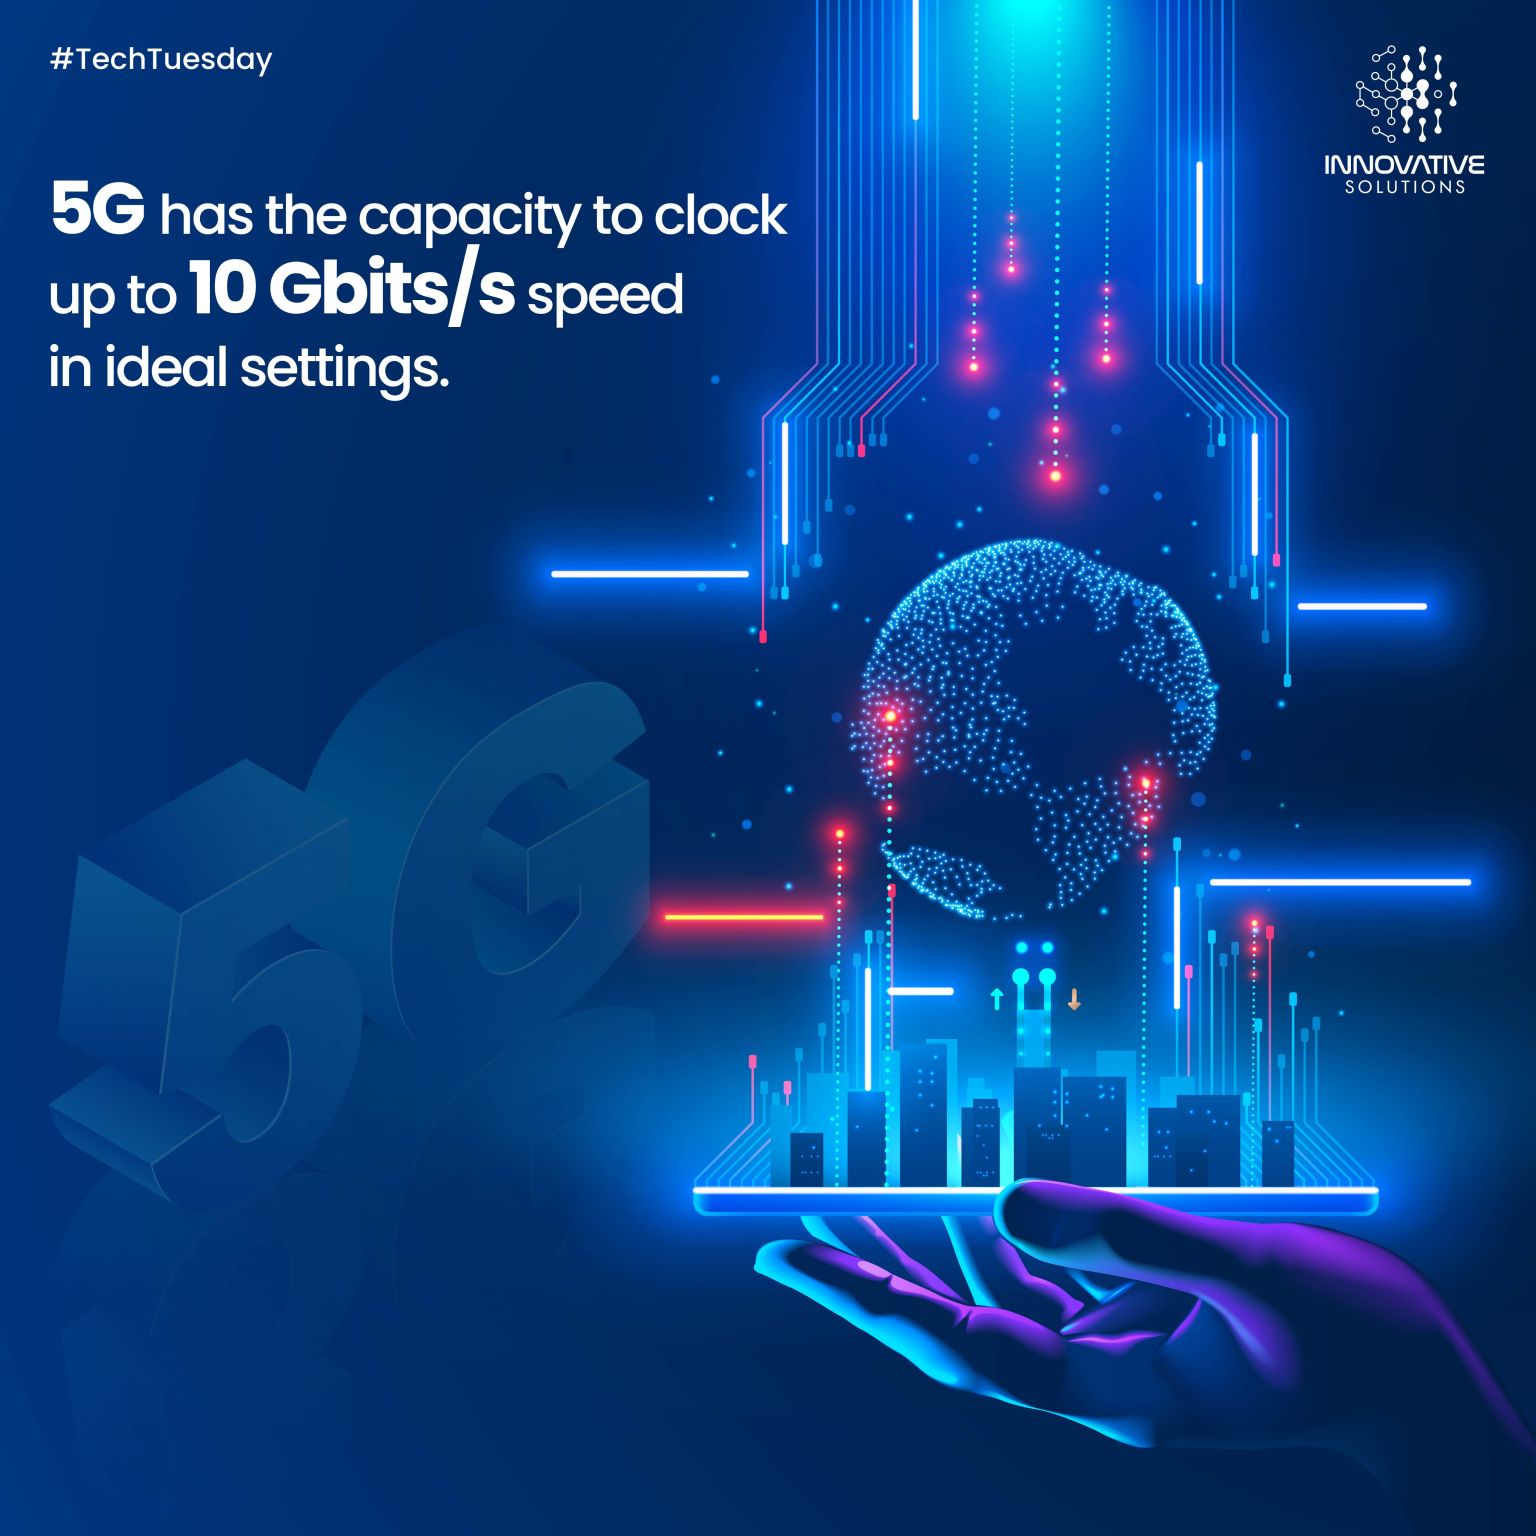 #TechTuesday
INNOVATIVE
SOLUTIONS
5G has the capacity to clock
up to 10 Gbits/s speed
in ideal settings.
5G